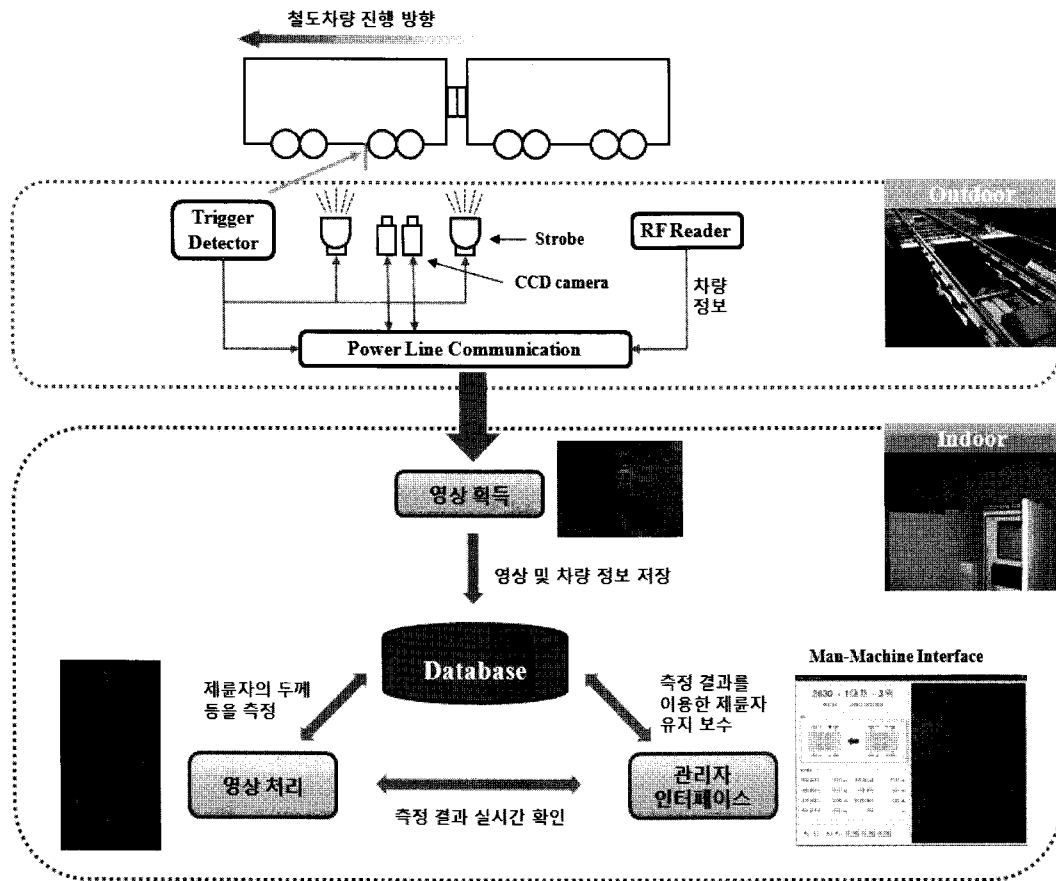 철도차량 진행 방향
Outdoor
Trigger
Detector
Strobe
CCD camera
RF Reader
차량
정보
Power Line Communication
Indoor
영상 획득
영상 및 차량 정보 저장
Database
제륜자의 두께
등을 측정
측정 결과를
이용한 제륜자
유지 보수
Man-Machine Interface
영상 처리
관리자
인터페이스
측정 결과 실시간 확인